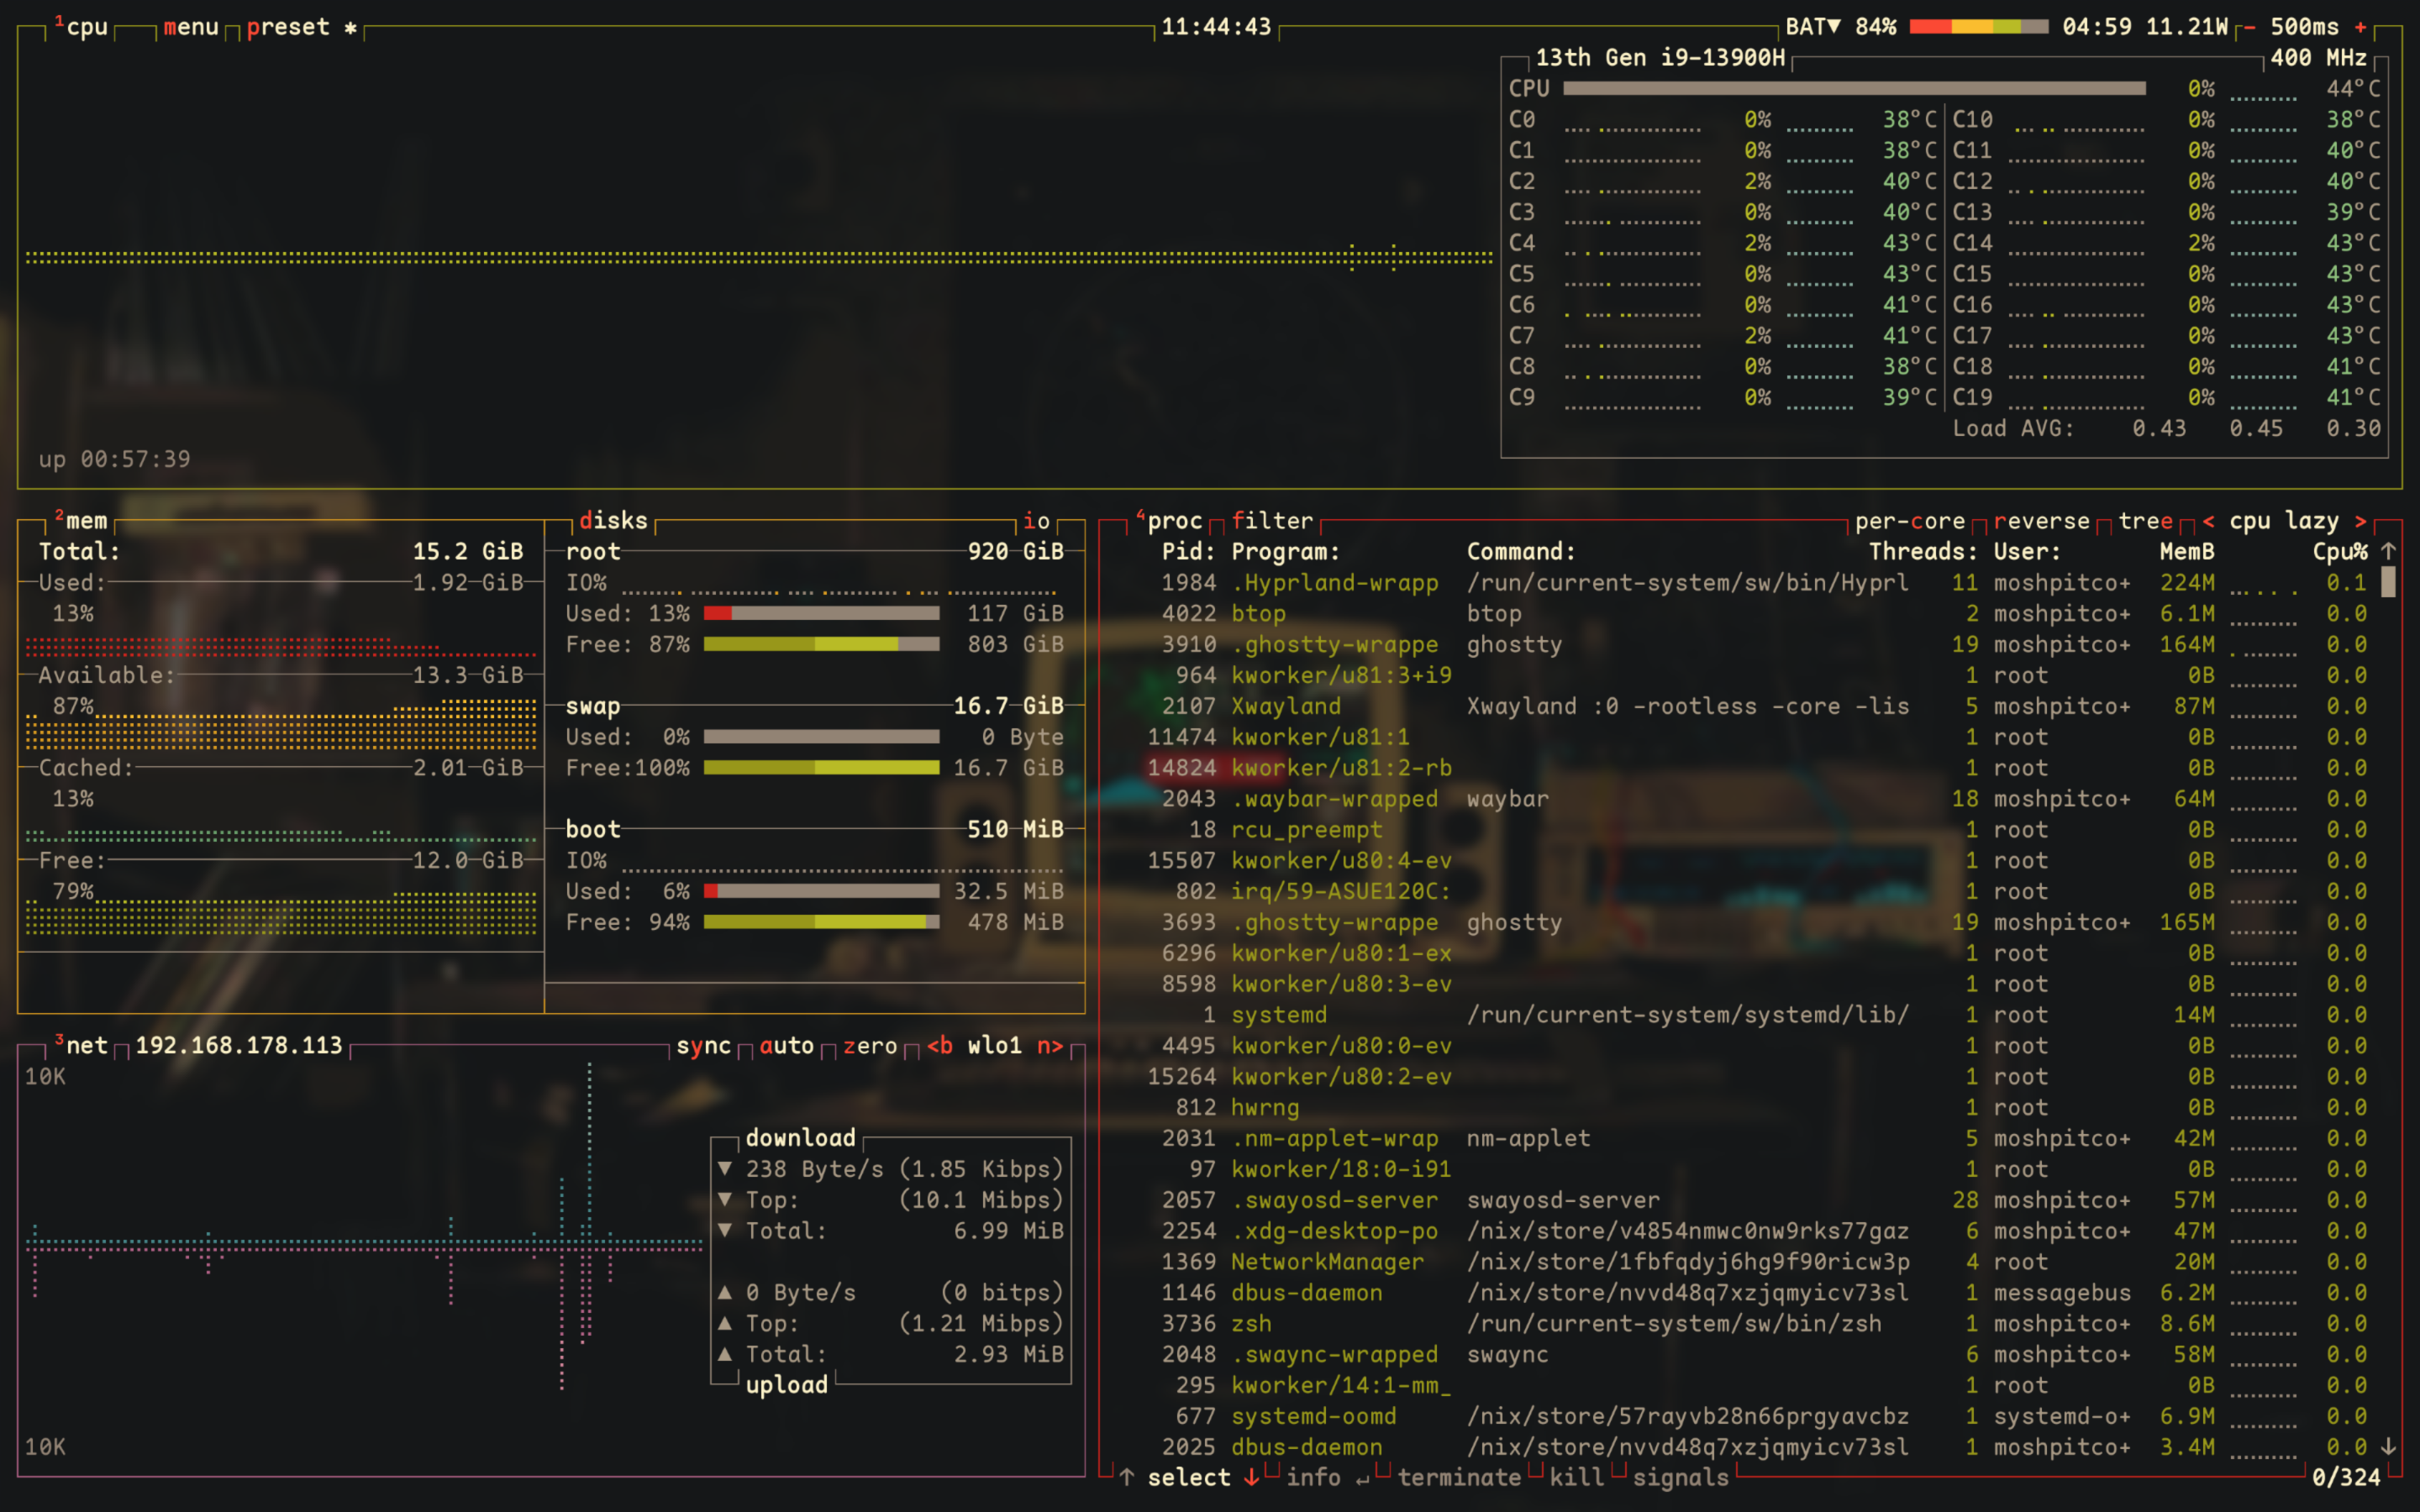 ¹cpu menu preset * 11:44:43 BAT▼ 84% 04:59 11.21W - 500ms +
13th Gen i9-13900H 400 MHz
CPU 0% 44°C
C0 0% 38°C C10 0% 38°C
C1 0% 38°C C11 0% 40°C
C2 2% 40°C C12 0% 40°C
C3 0% 40°C C13 0% 39°C
C4 2% 43°C C14 2% 43°C
C5 0% 43°C C15 0% 43°C
C6 0% 41°C C16 0% 43°C
C7 2% 41°C C17 0% 43°C
C8 0% 38°C C18 0% 41°C
C9 0% 39°C C19 0% 41°C
Load AVG: 0.43 0.45 0.30
up 00:57:39
²mem
Total: 15.2 GiB
Used: 1.92 GiB
13%
Available: 13.3 GiB
87%
Cached: 2.01 GiB
13%
Free: 12.0 GiB
79%
disks io
root 920 GiB
IO%
Used: 13% 117 GiB
Free: 87% 803 GiB
swap 16.7 GiB
Used: 0% 0 Byte
Free:100% 16.7 GiB
boot 510 MiB
IO%
Used: 6% 32.5 MiB
Free: 94% 478 MiB
³net 192.168.178.113 sync auto zero <b wlo1 n>
10K
download
▼ 238 Byte/s (1.85 Kibps)
▼ Top: (10.1 Mibps)
▼ Total: 6.99 MiB
▲ 0 Byte/s (0 bitps)
▲ Top: (1.21 Mibps)
▲ Total: 2.93 MiB
upload
10K
⁴proc filter per-core reverse tree < cpu lazy >
Pid: Program: Command: Threads: User: MemB Cpu% ↑
1984 .Hyprland-wrapp /run/current-system/sw/bin/Hyprl 11 moshpitco+ 224M 0.1
4022 btop btop 2 moshpitco+ 6.1M 0.0
3910 .ghostty-wrappe ghostty 19 moshpitco+ 164M 0.0
964 kworker/u81:3+i9 1 root 0B 0.0
2107 Xwayland Xwayland :0 -rootless -core -lis 5 moshpitco+ 87M 0.0
11474 kworker/u81:1 1 root 0B 0.0
14824 kworker/u81:2-rb 1 root 0B 0.0
2043 .waybar-wrapped waybar 18 moshpitco+ 64M 0.0
18 rcu_preempt 1 root 0B 0.0
15507 kworker/u80:4-ev 1 root 0B 0.0
802 irq/59-ASUE120C: 1 root 0B 0.0
3693 .ghostty-wrappe ghostty 19 moshpitco+ 165M 0.0
6296 kworker/u80:1-ex 1 root 0B 0.0
8598 kworker/u80:3-ev 1 root 0B 0.0
1 systemd /run/current-system/systemd/lib/ 1 root 14M 0.0
4495 kworker/u80:0-ev 1 root 0B 0.0
15264 kworker/u80:2-ev 1 root 0B 0.0
812 hwrng 1 root 0B 0.0
2031 .nm-applet-wrap nm-applet 5 moshpitco+ 42M 0.0
97 kworker/18:0-i91 1 root 0B 0.0
2057 .swayosd-server swayosd-server 28 moshpitco+ 57M 0.0
2254 .xdg-desktop-po /nix/store/v4854nmwc0nw9rks77gaz 6 moshpitco+ 47M 0.0
1369 NetworkManager /nix/store/1fbfqdyj6hg9f90ricw3p 4 root 20M 0.0
1146 dbus-daemon /nix/store/nvvd48q7xzjqmyicv73sl 1 messagebus 6.2M 0.0
3736 zsh /run/current-system/sw/bin/zsh 1 moshpitco+ 8.6M 0.0
2048 .swaync-wrapped swaync 6 moshpitco+ 58M 0.0
295 kworker/14:1-mm_ 1 root 0B 0.0
677 systemd-oomd /nix/store/57rayvb28n66prgyavcbz 1 systemd-o+ 6.9M 0.0
2025 dbus-daemon /nix/store/nvvd48q7xzjqmyicv73sl 1 moshpitco+ 3.4M 0.0 ↓
↑ select ↓ info ↵ terminate kill signals 0/324